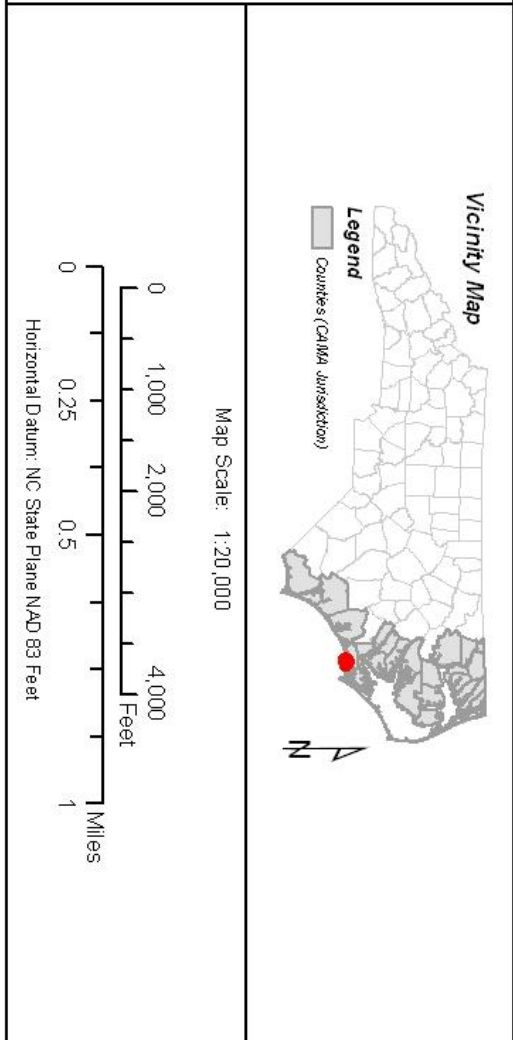 Vicinity Map
Legend
Counties (CAMA Jurisdiction)
N
Map Scale: 1:20,000
0 1,000 2,000 4,000
Feet
0 0.25 0.5 1
Miles
Horizontal Datum: NC State Plane NAD 83 Feet